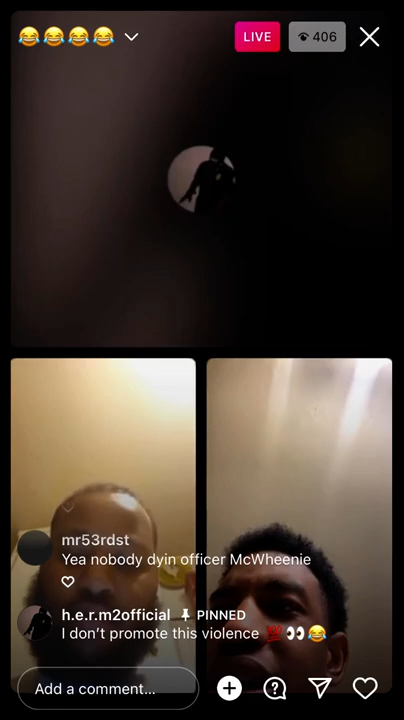 😂😂😂😂
LIVE
406
mr53rdst
Yea nobody dyin officer McWheenie
h.e.r.m2official PINNED
I don't promote this violence 💯👀😂
Add a comment...